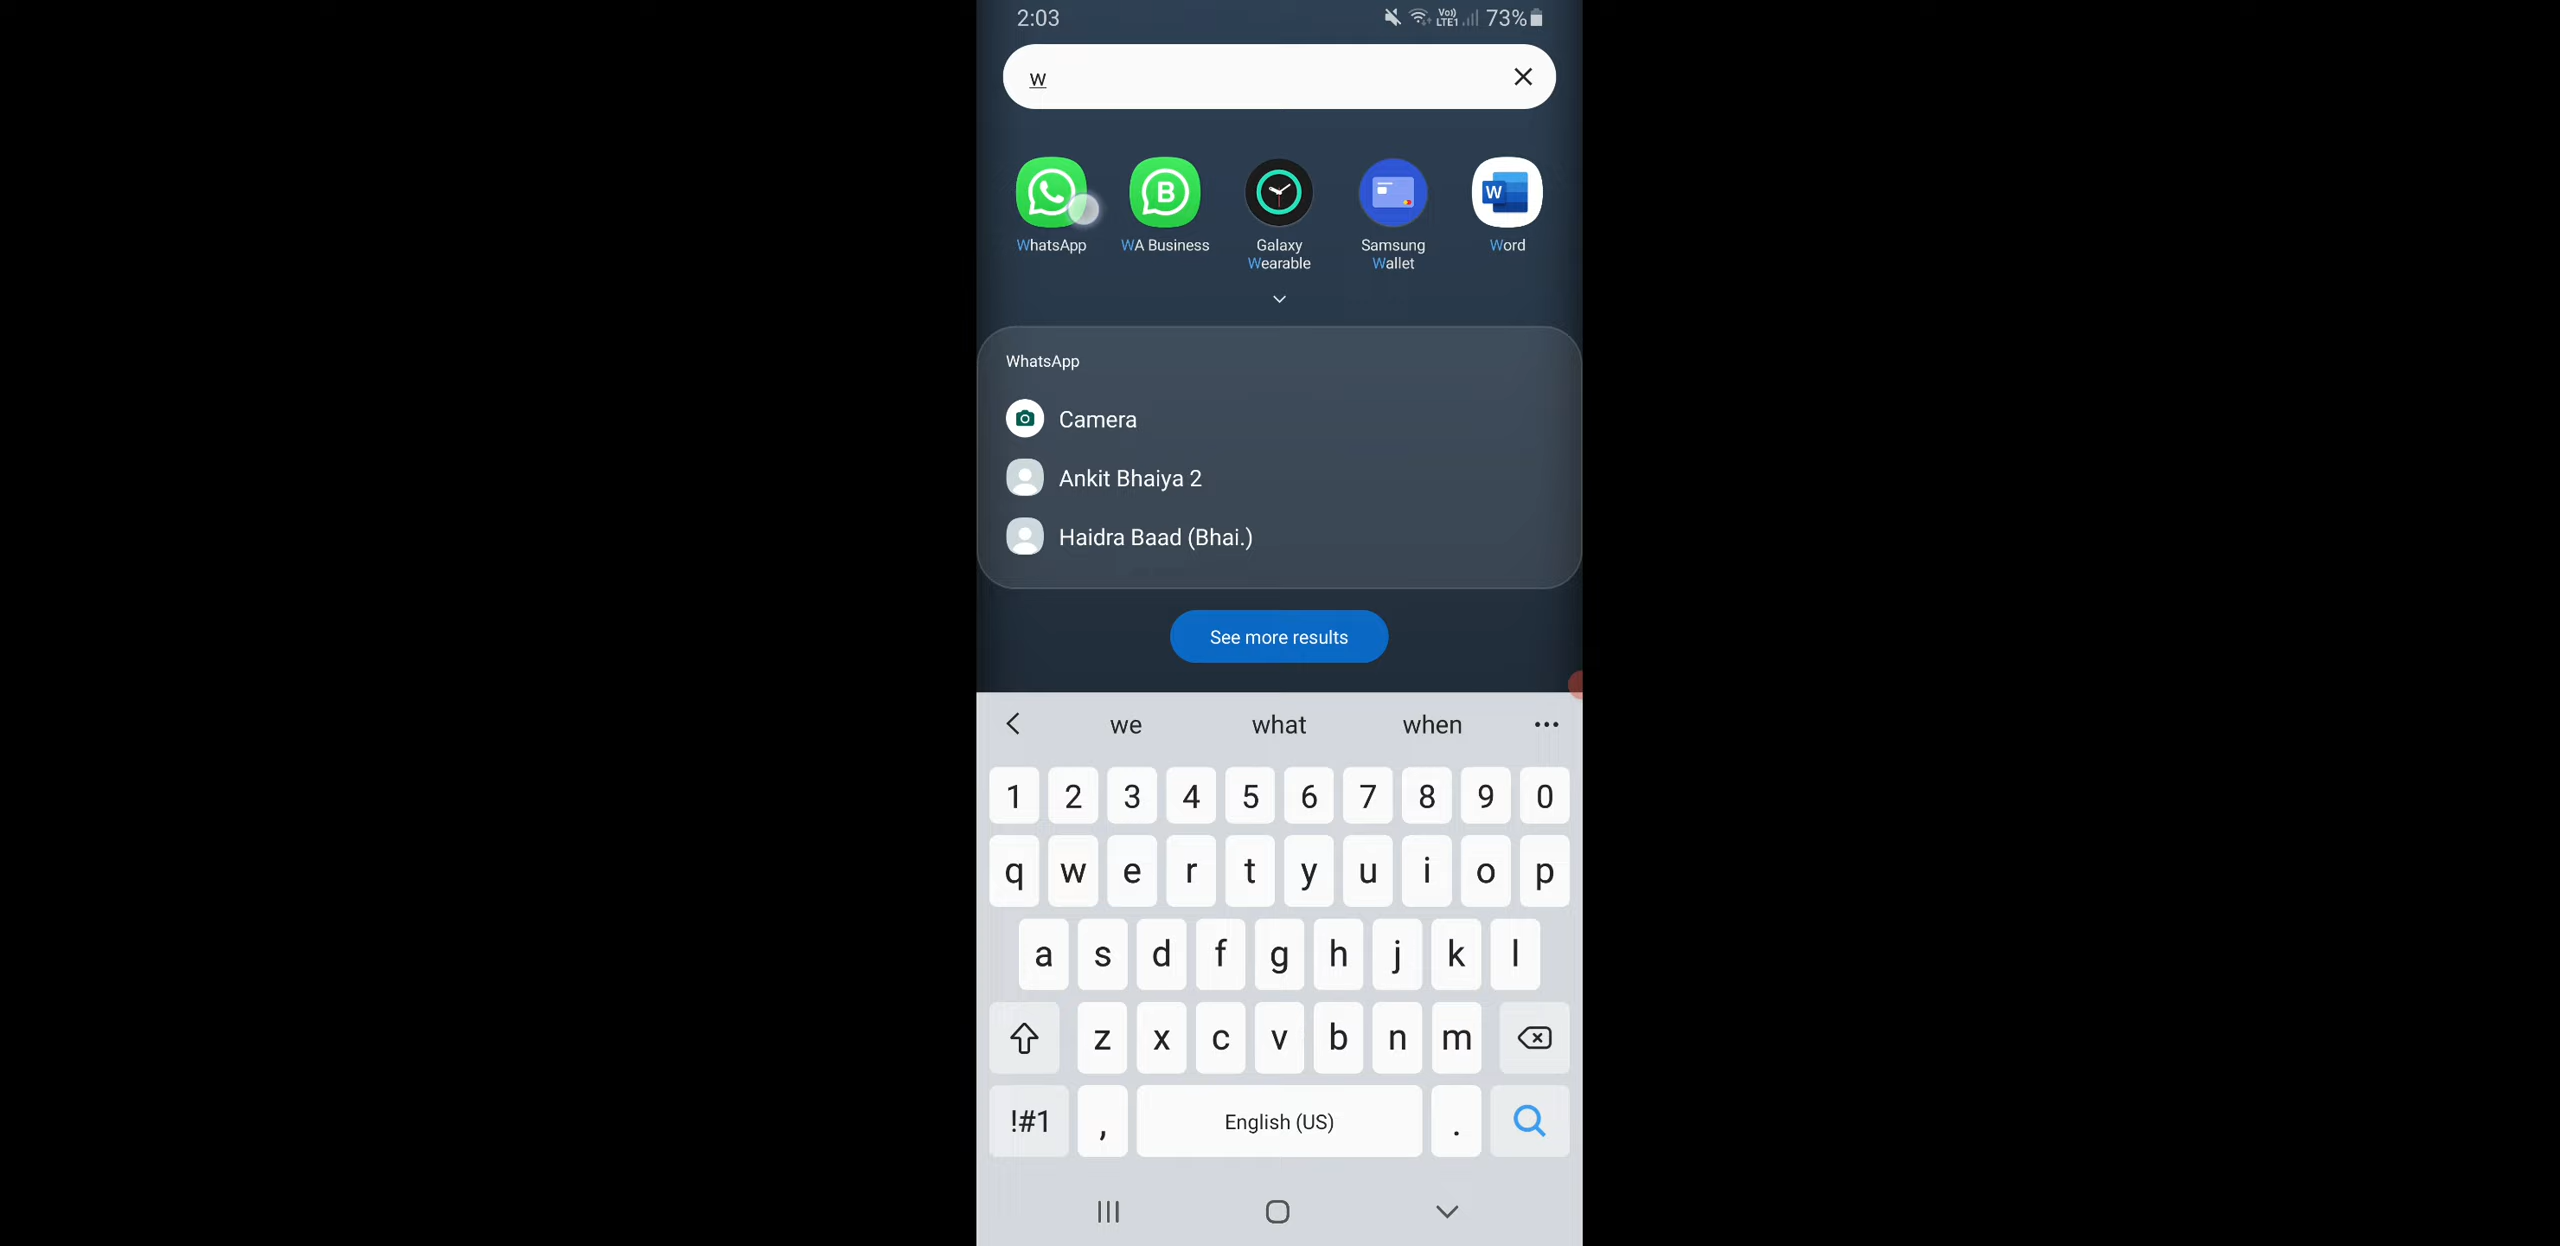 2:03
Vo)) LTE1 73%
w
B
W
WhatsApp WA Business Galaxy Wearable Samsung Wallet Word
WhatsApp
Camera
Ankit Bhaiya 2
Haidra Baad (Bhai.)
See more results
we what when
1 2 3 4 5 6 7 8 9 0
q w e r t y u i o p
a s d f g h j k l
z x c v b n m
!#1 , English (US) .